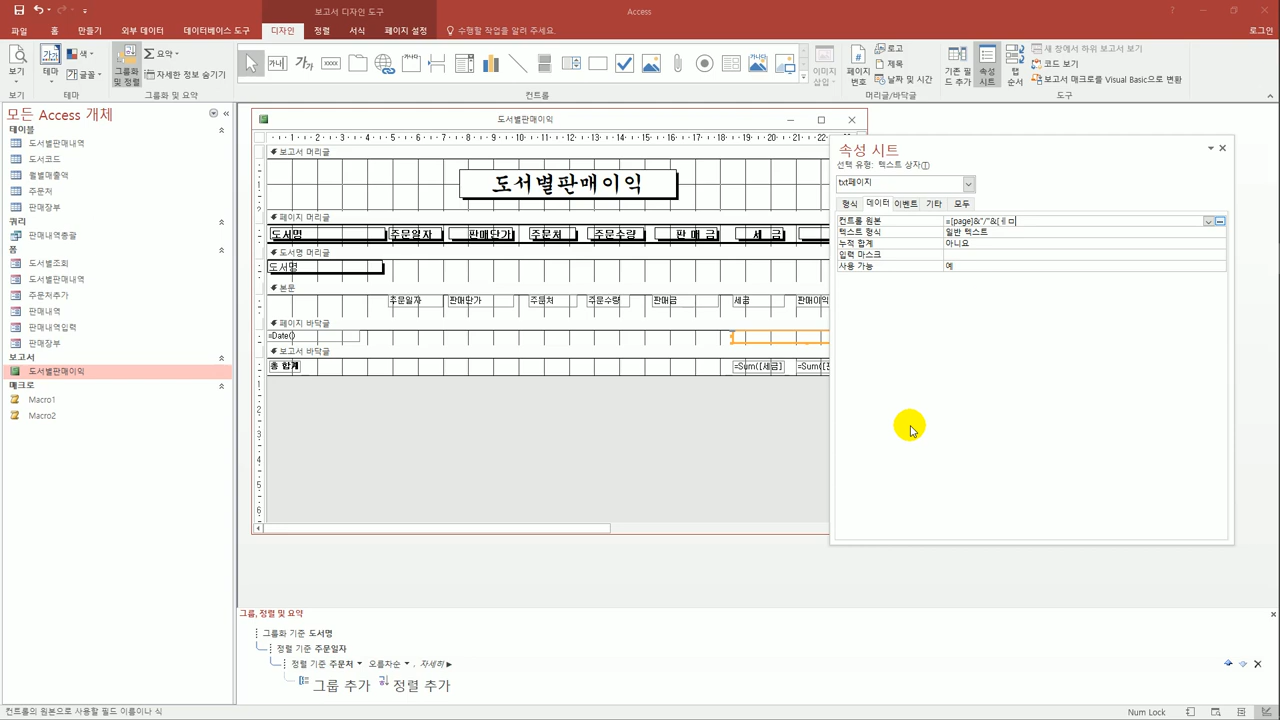 보고서 디자인 도구
Access
로그인
파일 홈 만들기 외부 데이터 데이터베이스 도구 디자인 정렬 서식 페이지 설정 수행할 작업을 알려 주세요.
보기
테마
색
글꼴
그룹화 및 정렬
요약
자세한 정보 숨기기
이미지 삽입
페이지 번호
로고
제목
날짜 및 시간
기존 필드 추가
속성 시트
탭 순서
새 창에서 하위 보고서 보기
코드 보기
보고서 매크로를 Visual Basic으로 변환
보기 테마 그룹화 및 요약 컨트롤 머리글/바닥글 도구
모든 Access 개체
테이블
도서별판매내역
도서코드
월별매출액
주문처
판매장부
쿼리
판매내역총괄
폼
도서별조회
도서별판매내역
주문처추가
판매내역
판매내역입력
판매장부
보고서
도서별판매이익
매크로
Macro1
Macro2
도서별판매이익
보고서 머리글
도서별판매이익
페이지 머리글
도서명 주문일자 판매단가 주문처 주문수량 판 매 금 세 금
도서명 머리글
도서명
본문
주문일자 판매단가 주문처 주문수량 판매금 세금 판매이익
페이지 바닥글
=Date()
보고서 바닥글
총 합계 =Sum([세금] =Sum([판
속성 시트
선택 유형: 텍스트 상자(T)
txt페이지
형식 데이터 이벤트 기타 모두
컨트롤 원본 =[page]&"/"&[ㅔㅁ
텍스트 형식 일반 텍스트
누적 합계 아니요
입력 마스크
사용 가능 예
그룹, 정렬 및 요약
그룹화 기준 도서명
정렬 기준 주문일자
정렬 기준 주문처 오름차순 , 자세히
그룹 추가 정렬 추가
컨트롤의 원본으로 사용할 필드 이름이나 식
Num Lock